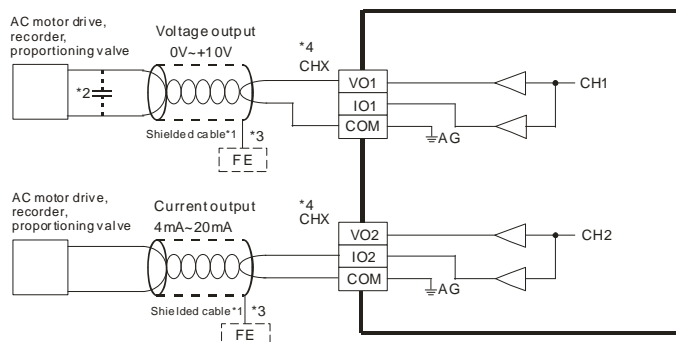 AC motor drive,
recorder,
proportioning valve
Voltage output
0V~+10V
*4
CHX
*2
VO1
IO1
COM
CH1
AG
Shielded cable*1
*3
FE
AC motor drive,
recorder,
proportioning valve
Current output
4mA~20mA
*4
CHX
VO2
IO2
COM
CH2
AG
Shielded cable*1
*3
FE